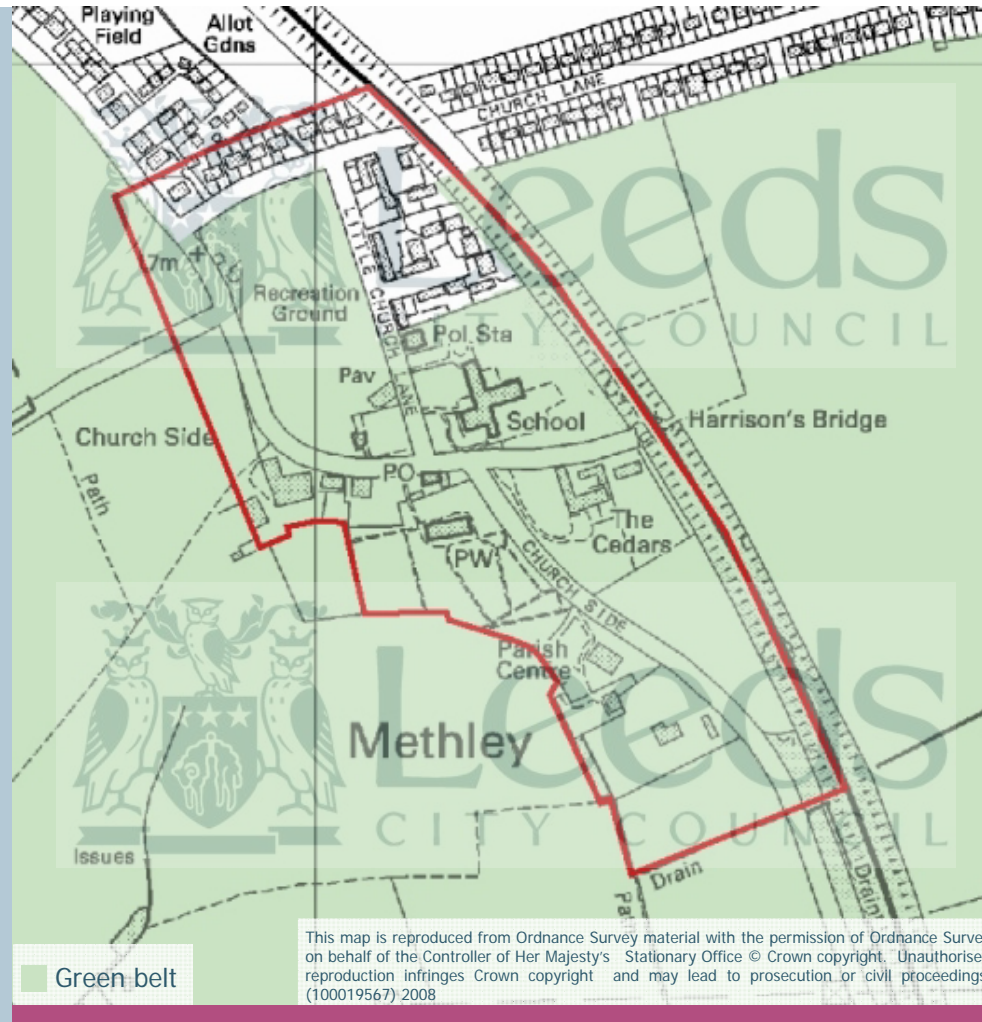 Playing
Field
Allot
Gdns
CHURCH LANE
LITTLE CHURCH LANE
7m
Recreation
Ground
Leeds
CITY COUNCIL
Pol Sta
Pav
School
Harrison's Bridge
Church Side
PO
Path
The
Cedars
PW
CHURCH SIDE
Parish
Centre
Leeds
Methley
CITY COUNCIL
Issues
Drain
Drain
Green belt
This map is reproduced from Ordnance Survey material with the permission of Ordnance Surve
on behalf of the Controller of Her Majesty's Stationary Office © Crown copyright. Unauthorise
reproduction infringes Crown copyright and may lead to prosecution or civil proceedings
(100019567) 2008